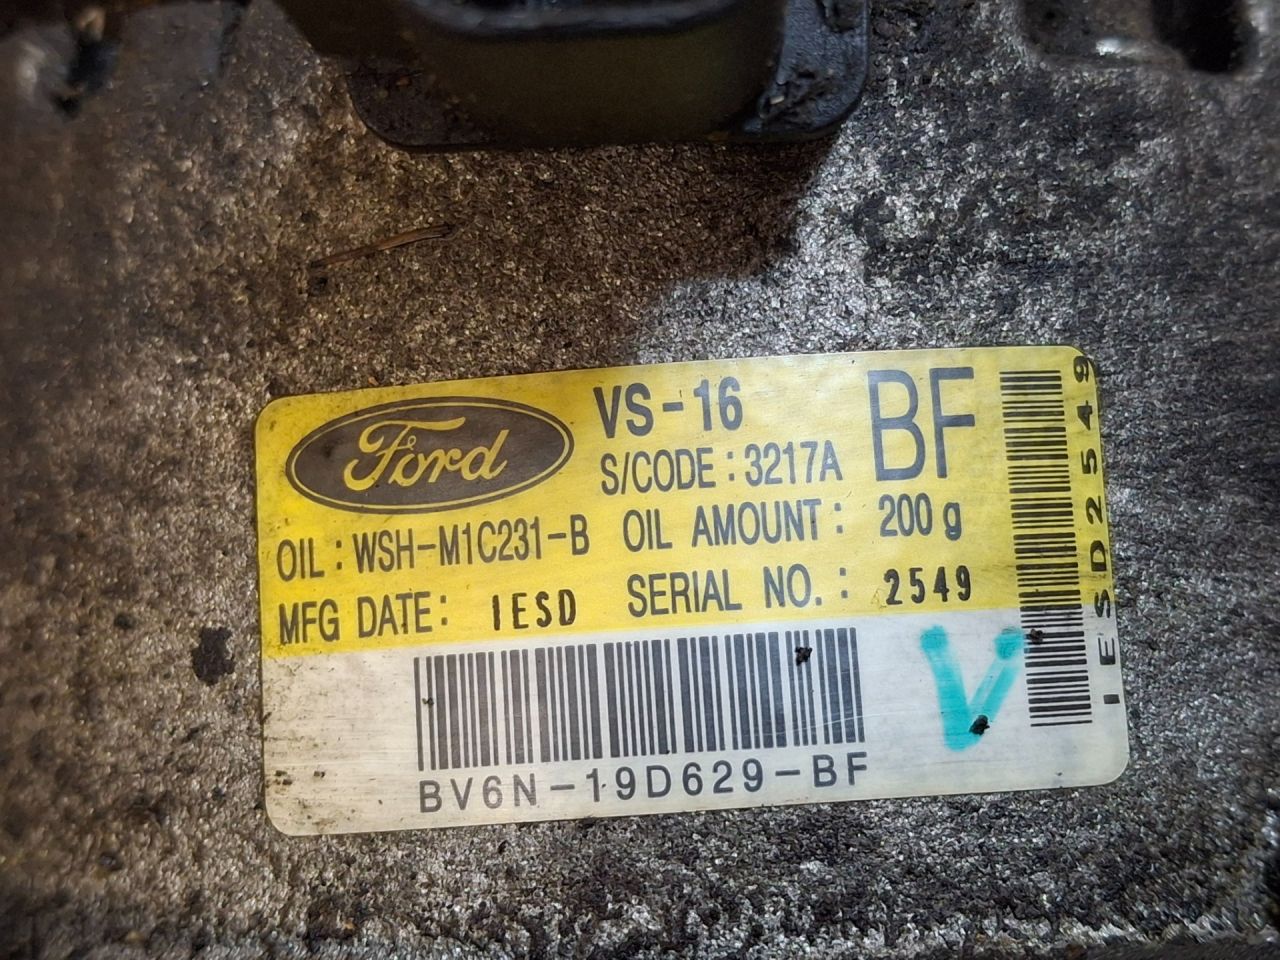 Ford
VS-16
BF
S/CODE : 3217A
OIL : WSH-M1C231-B OIL AMOUNT : 200 g
MFG DATE : IESD SERIAL NO. : 2549
BV6N-19D629-BF
V
IESD22549